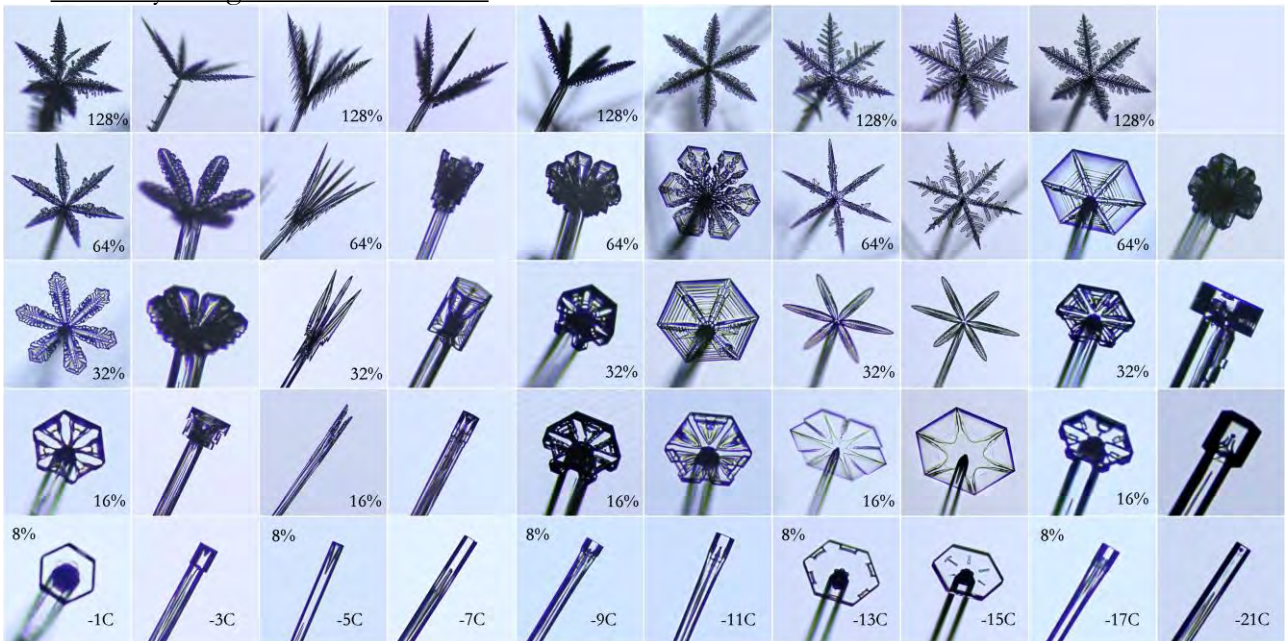 128% 128% 128% 128% 128%
64% 64% 64% 64% 64%
32% 32% 32% 32% 32%
16% 16% 16% 16% 16%
8% 8% 8% 8% 8%
-1C -3C -5C -7C -9C -11C -13C -15C -17C -21C